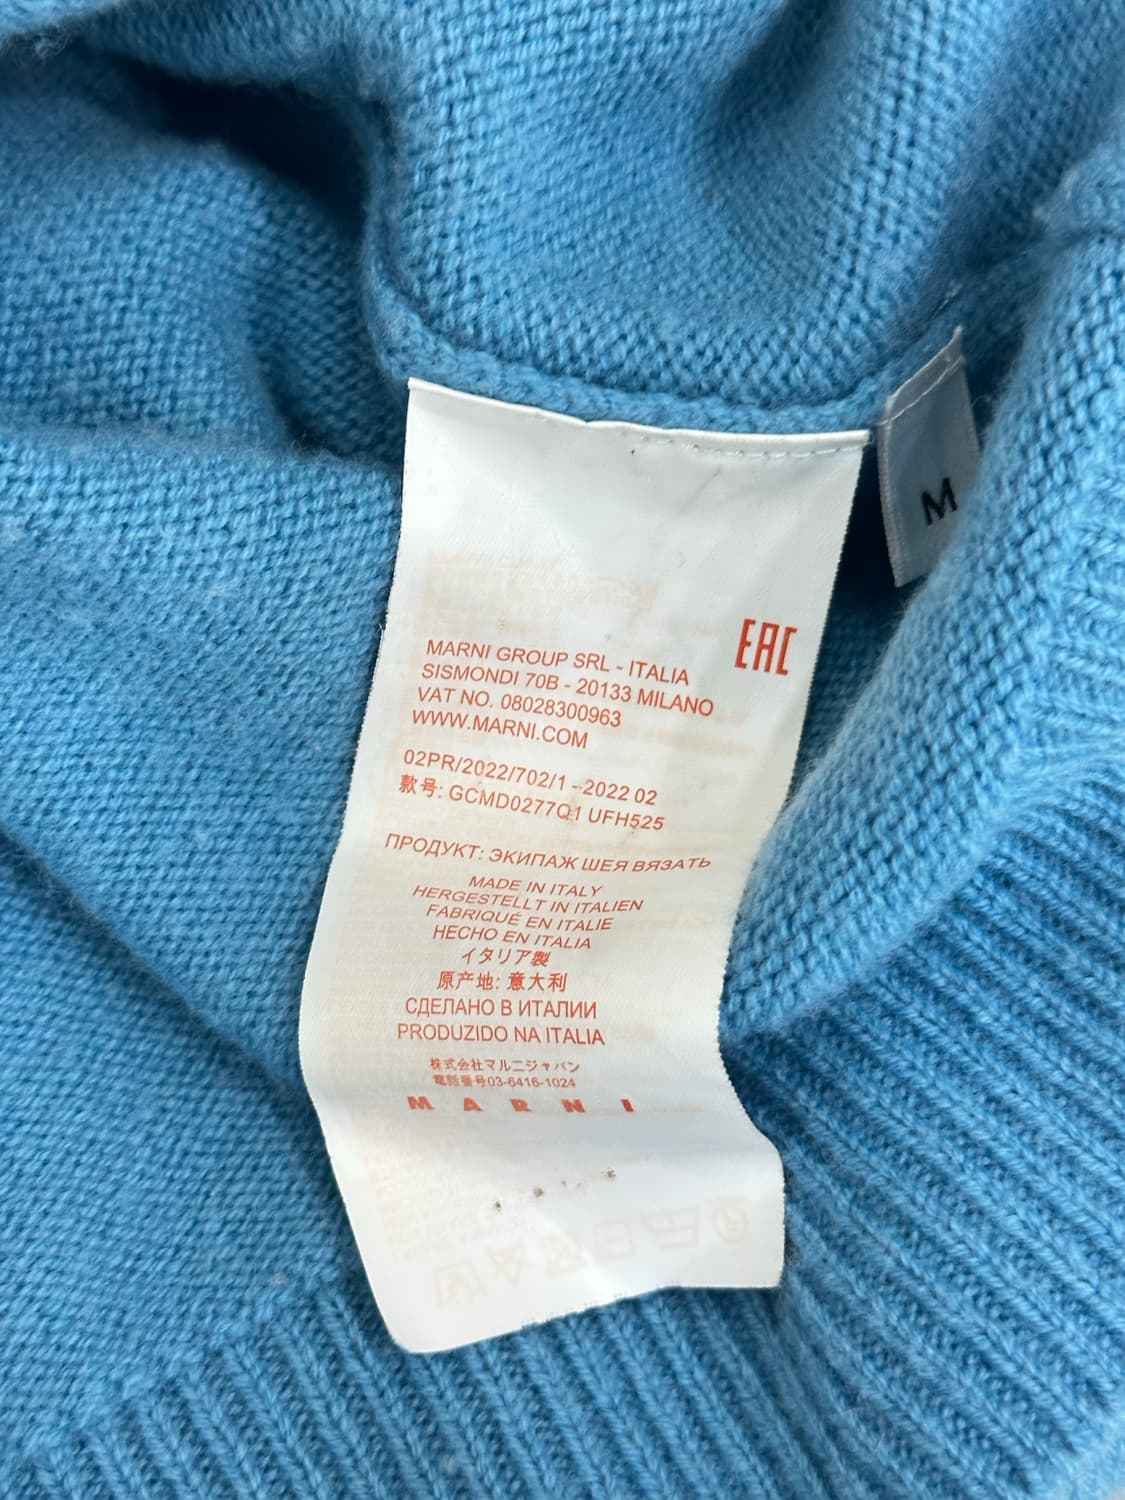 M
EAC
MARNI GROUP SRL - ITALIA
SISMONDI 70B - 20133 MILANO
VAT NO. 08028300963
WWW.MARNI.COM
02PR/2022/702/1 - 2022 02
款号: GCMD0277Q1 UFH525
ПРОДУКТ: ЭКИПАЖ ШЕЯ ВЯЗАТЬ
MADE IN ITALY
HERGESTELLT IN ITALIEN
FABRIQUÉ EN ITALIE
HECHO EN ITALIA
イタリア製
原产地: 意大利
СДЕЛАНО В ИТАЛИИ
PRODUZIDO NA ITALIA
株式会社マルニジャパン
電話番号03-6416-1024
MARNI